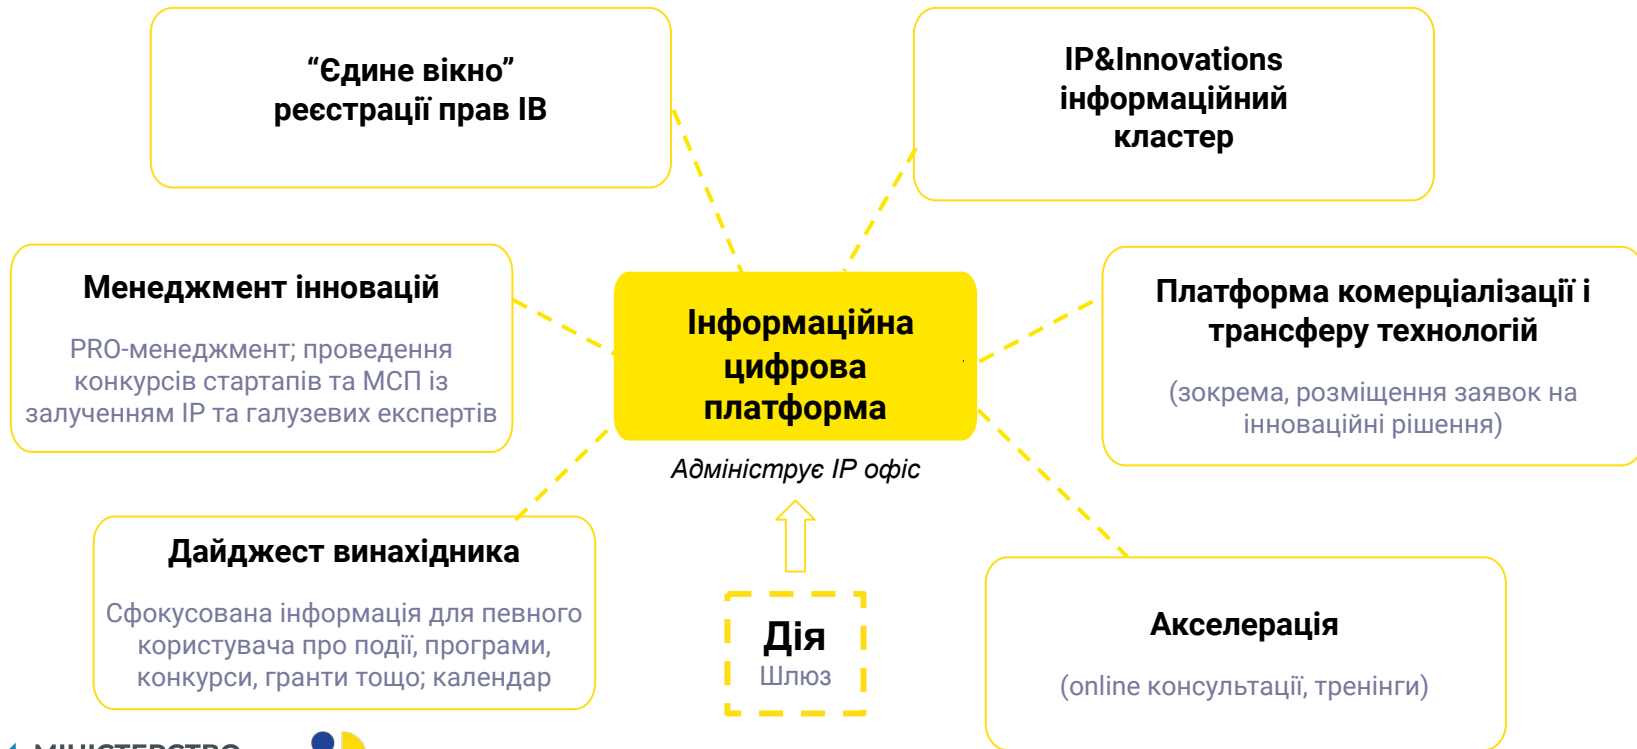 “Єдине вікно”
реєстрації прав ІВ
IP&Innovations
інформаційний
кластер
Менеджмент інновацій
PRO-менеджмент; проведення
конкурсів стартапів та МСП із
залученням ІР та галузевих експертів
Інформаційна
цифрова
платформа
Адмініструє ІР офіс
Платформа комерціалізації і
трансферу технологій
(зокрема, розміщення заявок на
інноваційні рішення)
Дайджест винахідника
Сфокусована інформація для певного
користувача про події, програми,
конкурси, гранти тощо; календар
Дія
Шлюз
Акселерація
(online консультації, тренінги)
МІНІСТЕРСТВО